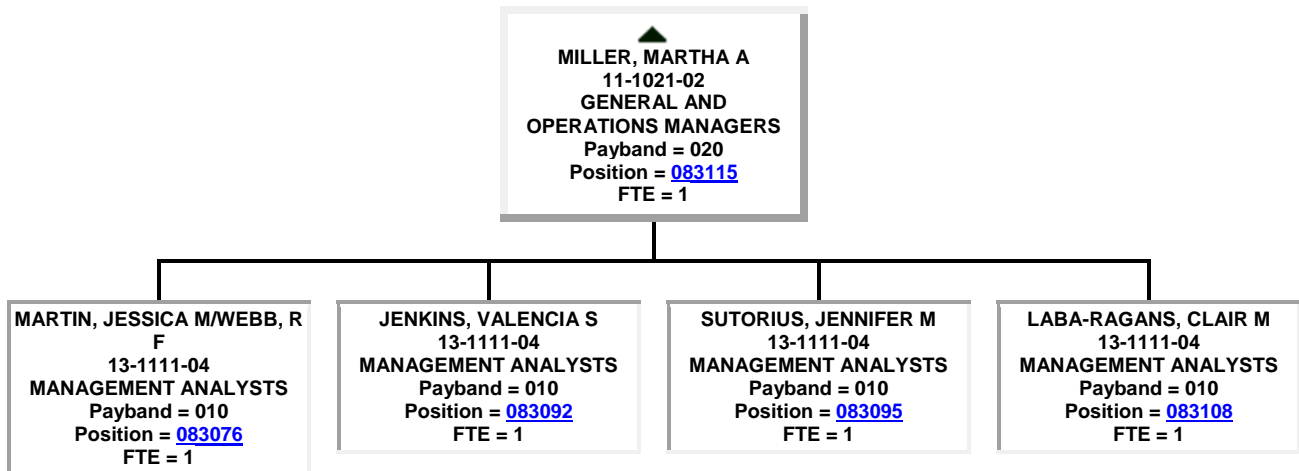 MILLER, MARTHA A
11-1021-02
GENERAL AND
OPERATIONS MANAGERS
Payband = 020
Position = 083115
FTE = 1
MARTIN, JESSICA M/WEBB, R
F
13-1111-04
MANAGEMENT ANALYSTS
Payband = 010
Position = 083076
FTE = 1
JENKINS, VALENCIA S
13-1111-04
MANAGEMENT ANALYSTS
Payband = 010
Position = 083092
FTE = 1
SUTORIUS, JENNIFER M
13-1111-04
MANAGEMENT ANALYSTS
Payband = 010
Position = 083095
FTE = 1
LABA-RAGANS, CLAIR M
13-1111-04
MANAGEMENT ANALYSTS
Payband = 010
Position = 083108
FTE = 1